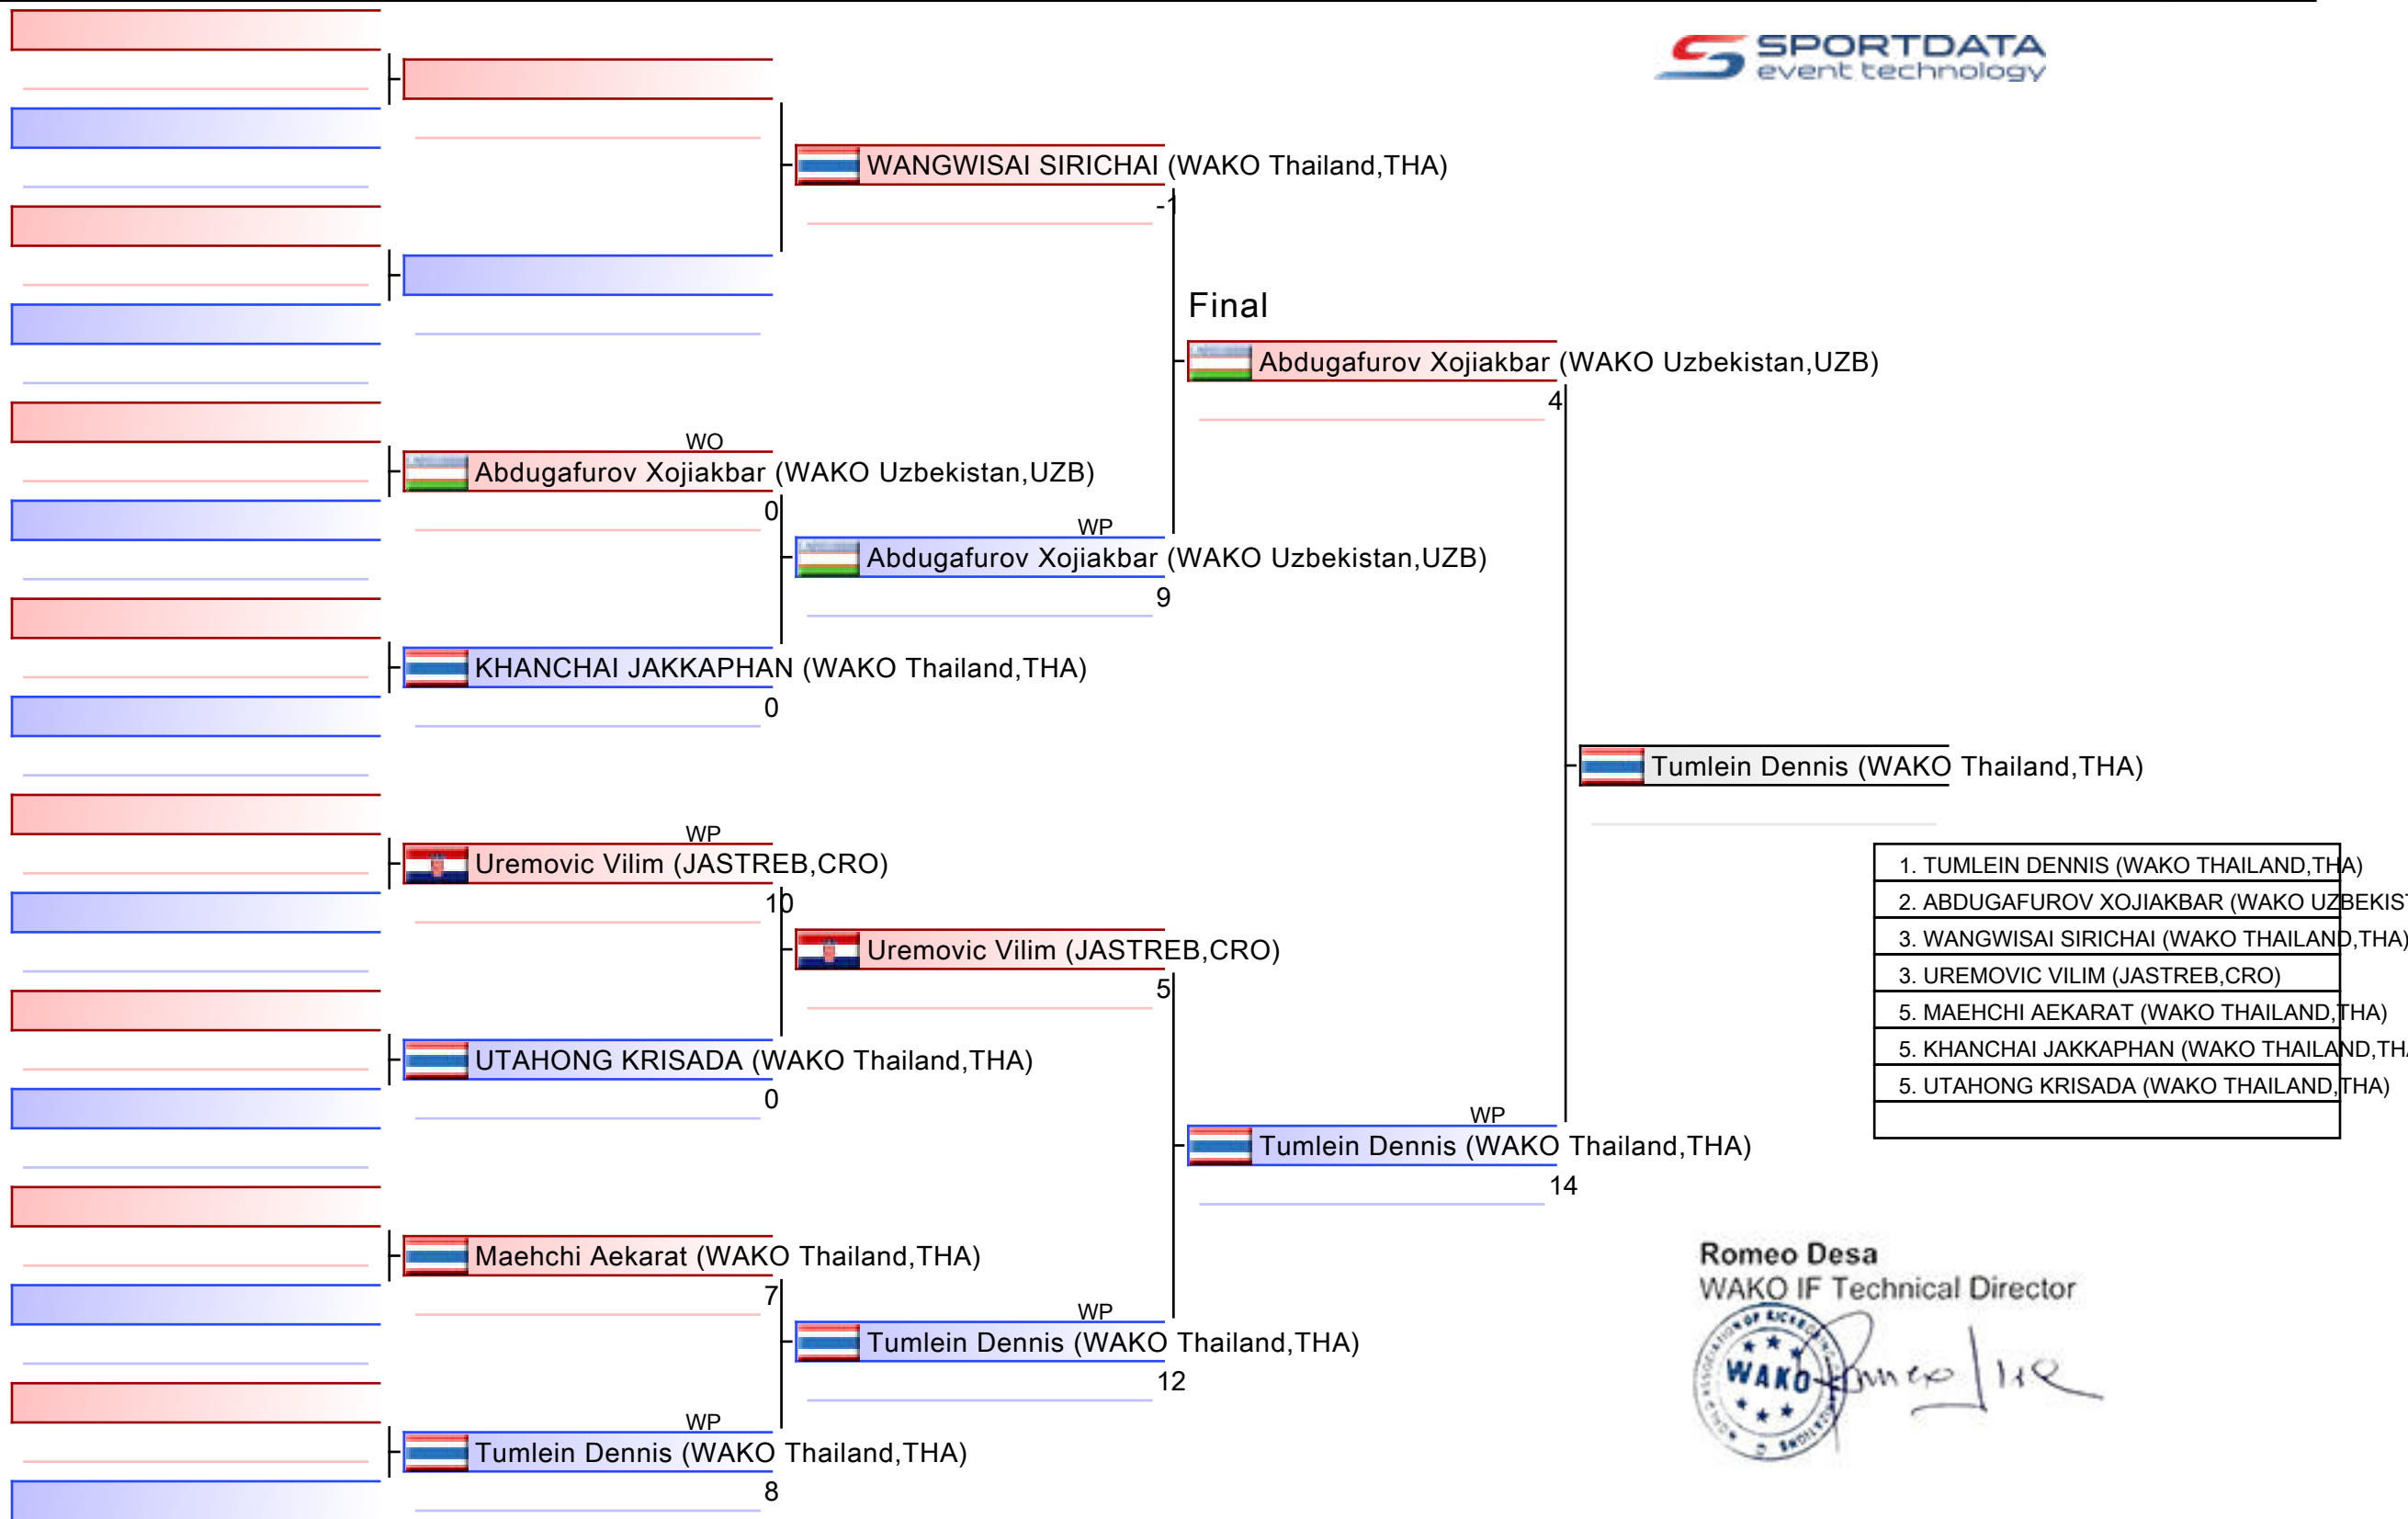 SPORTDATA
event technology
WANGWISAI SIRICHAI (WAKO Thailand,THA)
-1
Final
Abdugafurov Xojiakbar (WAKO Uzbekistan,UZB)
4
WO
Abdugafurov Xojiakbar (WAKO Uzbekistan,UZB)
0
WP
Abdugafurov Xojiakbar (WAKO Uzbekistan,UZB)
9
KHANCHAI JAKKAPHAN (WAKO Thailand,THA)
0
Tumlein Dennis (WAKO Thailand,THA)
WP
Uremovic Vilim (JASTREB,CRO)
10
Uremovic Vilim (JASTREB,CRO)
5
UTAHONG KRISADA (WAKO Thailand,THA)
0
WP
Tumlein Dennis (WAKO Thailand,THA)
14
Maehchi Aekarat (WAKO Thailand,THA)
7
WP
Tumlein Dennis (WAKO Thailand,THA)
12
WP
Tumlein Dennis (WAKO Thailand,THA)
8
1. TUMLEIN DENNIS (WAKO THAILAND,THA)
2. ABDUGAFUROV XOJIAKBAR (WAKO UZBEKIST
3. WANGWISAI SIRICHAI (WAKO THAILAND,THA)
3. UREMOVIC VILIM (JASTREB,CRO)
5. MAEHCHI AEKARAT (WAKO THAILAND,THA)
5. KHANCHAI JAKKAPHAN (WAKO THAILAND,THA
5. UTAHONG KRISADA (WAKO THAILAND,THA)
Romeo Desa
WAKO IF Technical Director
WAKO